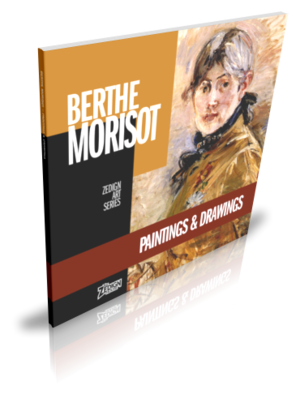 BERTHE
MORISOT
ZEDIGN
ART
SERIES
PAINTINGS & DRAWINGS
ZEDIGN